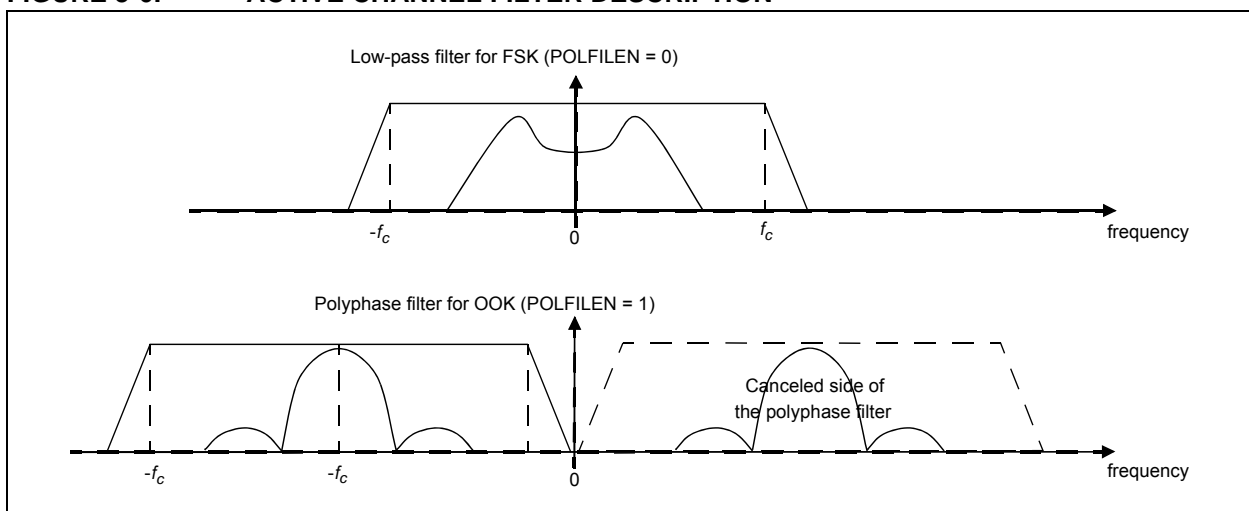 Low-pass filter for FSK (POLFILEN = 0)
-fc
0
fc
frequency
Polyphase filter for OOK (POLFILEN = 1)
Canceled side of
the polyphase filter
-fc
-fc
0
frequency